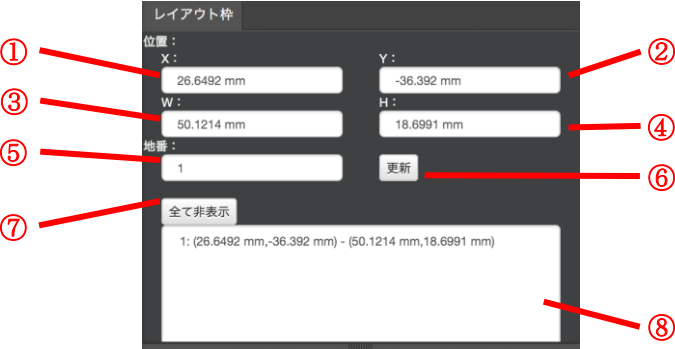 レイアウト枠
位置：
① X： Y： ②
26.6492 mm -36.392 mm
③ W： H：
50.1214 mm 18.6991 mm ④
⑤ 地番：
1 更新 ⑥
⑦ 全て非表示
1: (26.6492 mm,-36.392 mm) - (50.1214 mm,18.6991 mm)
⑧